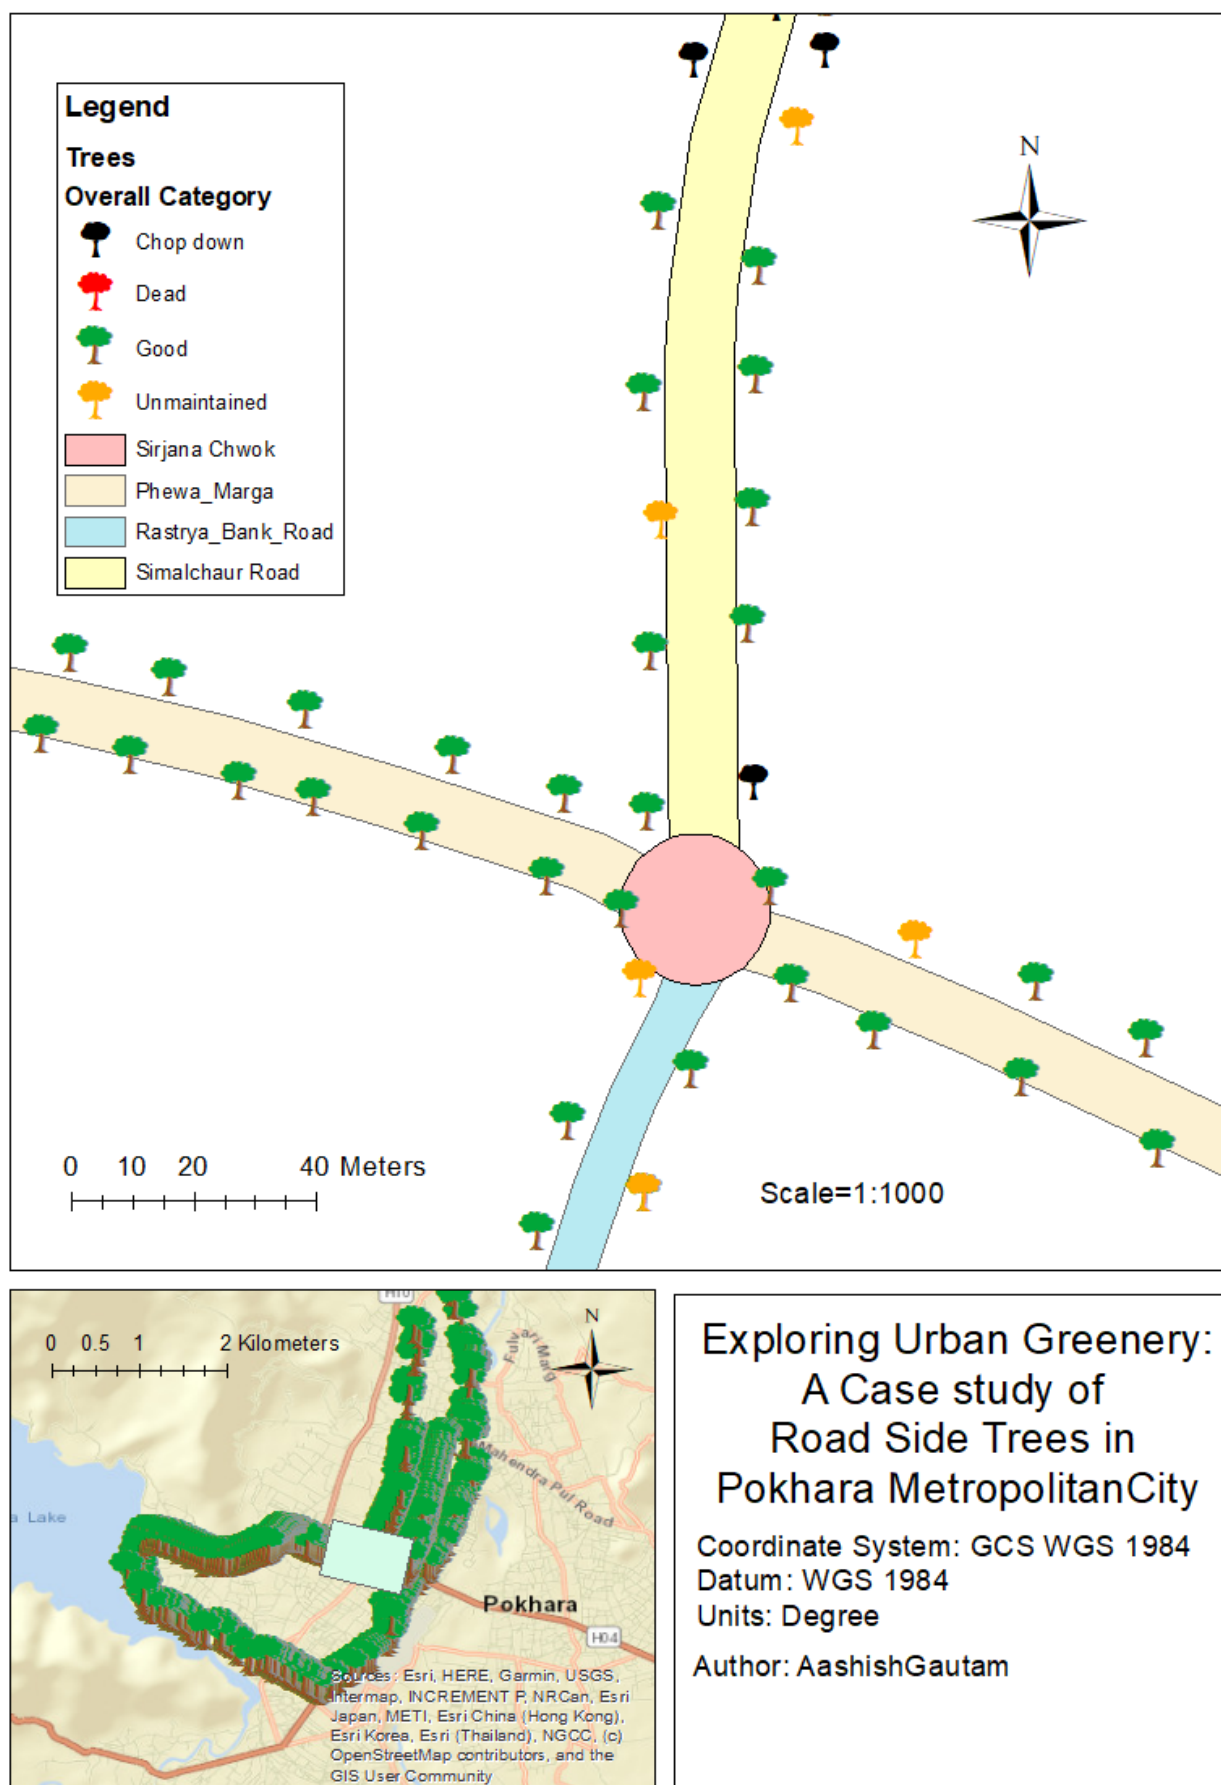 Legend
Trees
Overall Category
Chop down
Dead
Good
Unmaintained
Sirjana Chwok
Phewa_Marga
Rastrya_Bank_Road
Simalchaur Road
N
0 10 20 40 Meters
Scale=1:1000
0 0.5 1 2 Kilometers
N
H10
Fulvari Marg
Mahendra Pul Road
a Lake
Pokhara
H04
Sources: Esri, HERE, Garmin, USGS,
Intermap, INCREMENT P, NRCan, Esri
Japan, METI, Esri China (Hong Kong),
Esri Korea, Esri (Thailand), NGCC, (c)
OpenStreetMap contributors, and the
GIS User Community
Exploring Urban Greenery:
A Case study of
Road Side Trees in
Pokhara MetropolitanCity
Coordinate System: GCS WGS 1984
Datum: WGS 1984
Units: Degree
Author: AashishGautam